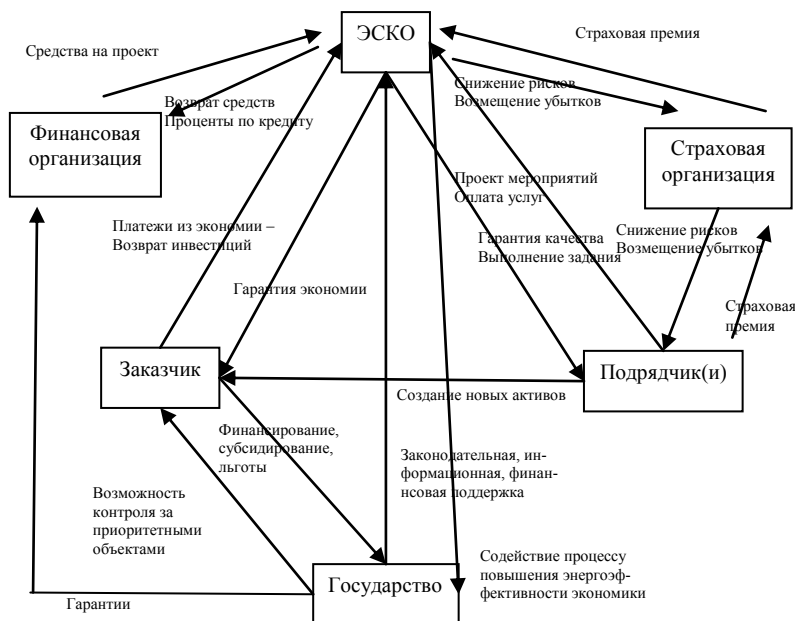 ЭСКО
Средства на проект
Страховая премия
Возврат средств
Проценты по кредиту
Снижение рисков
Возмещение убытков
Финансовая
организация
Страховая
организация
Проект мероприятий
Оплата услуг
Платежи из экономии –
Возврат инвестиций
Гарантия качества
Выполнение задания
Снижение рисков
Возмещение убытков
Гарантия экономии
Страховая
премия
Заказчик
Подрядчик(и)
Создание новых активов
Финансирование,
субсидирование,
льготы
Законодательная, ин-
формационная, финан-
нсовая поддержка
Возможность
контроля за
приоритетными
объектами
Содействие процессу
повышения энергоэф-
фективности экономики
Государство
Гарантии